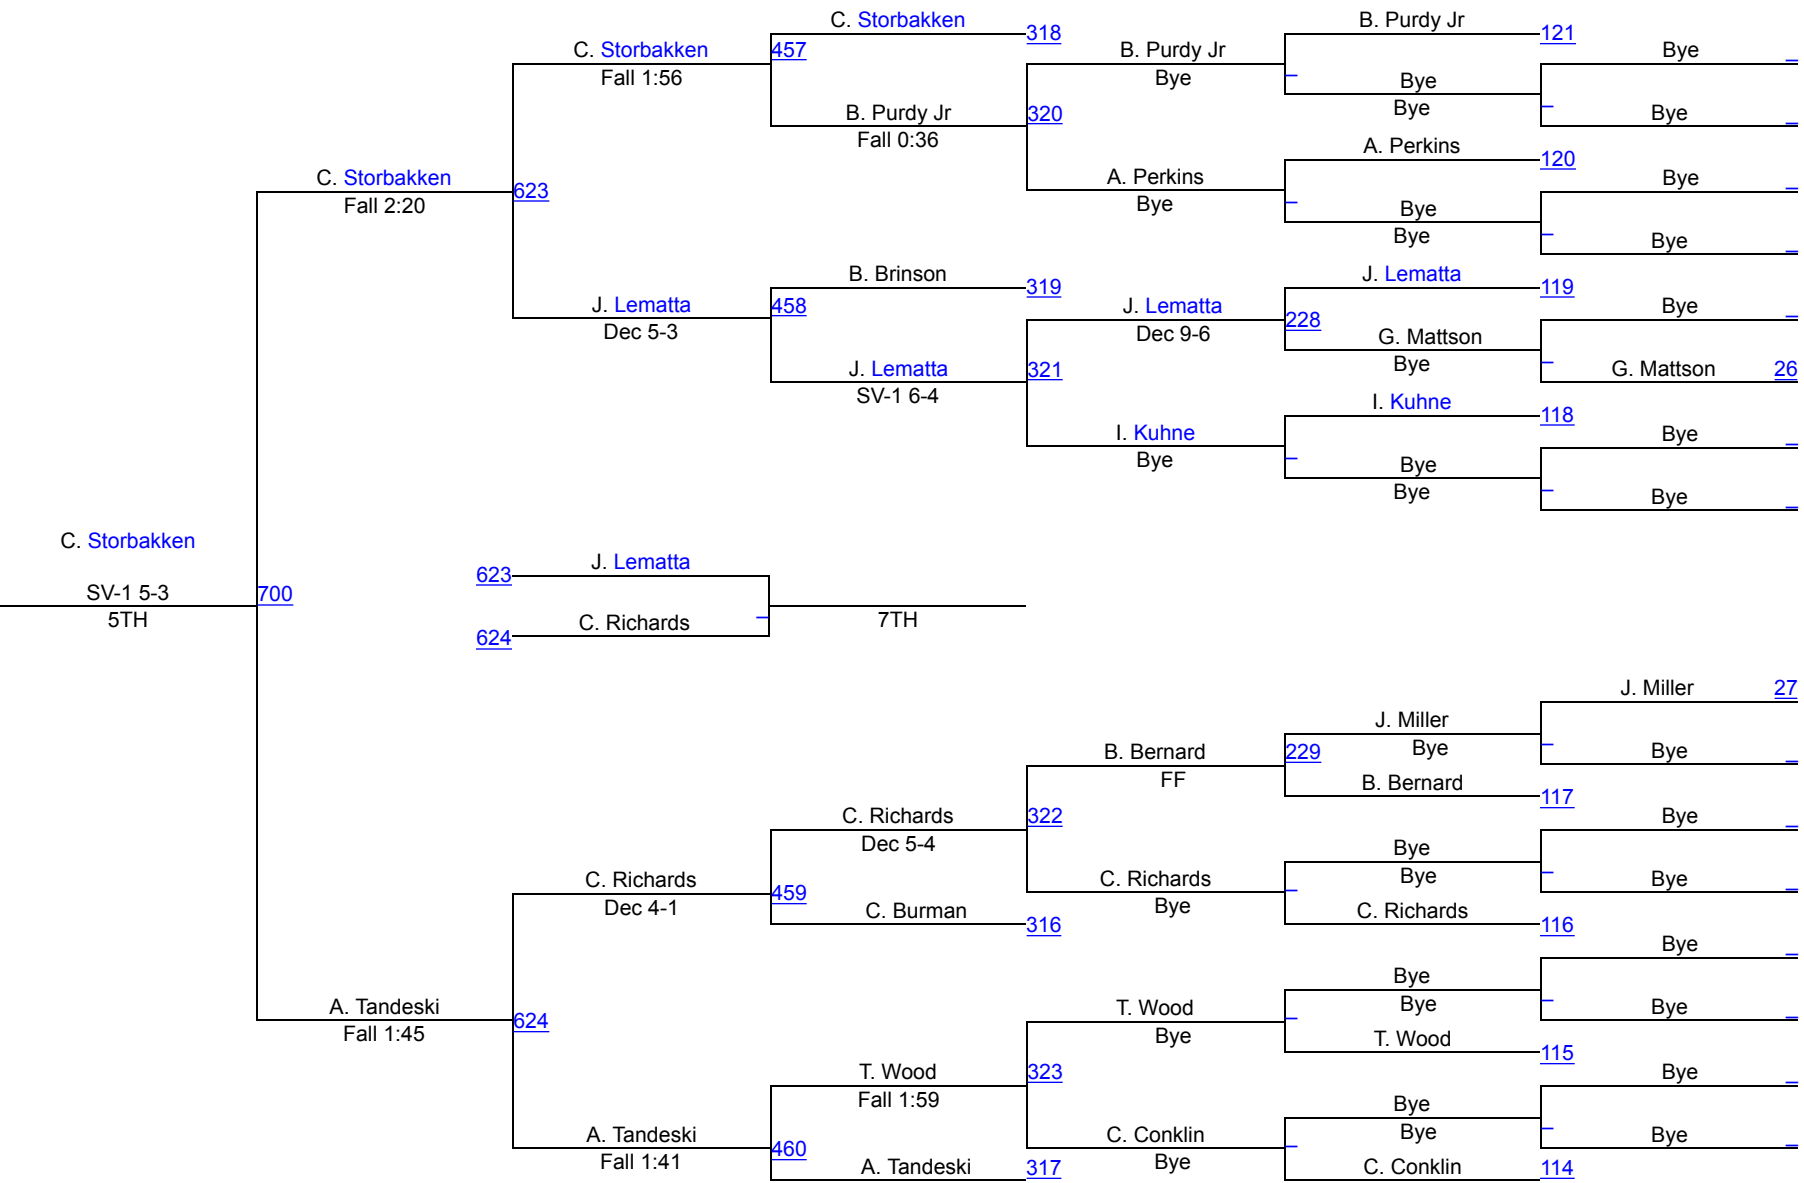 C. Storbakken
318
B. Purdy Jr
121
C. Storbakken
457
B. Purdy Jr
Bye
Fall 1:56
Bye
Bye
Bye
B. Purdy Jr
320
Bye
Fall 0:36
A. Perkins
120
C. Storbakken
623
A. Perkins
Bye
Fall 2:20
Bye
Bye
Bye
Bye
B. Brinson
319
J. Lematta
119
J. Lematta
458
J. Lematta
228
Bye
Dec 5-3
Dec 9-6
G. Mattson
J. Lematta
321
Bye
G. Mattson
26
SV-1 6-4
I. Kuhne
118
I. Kuhne
Bye
Bye
Bye
Bye
Bye
C. Storbakken
J. Lematta
623
SV-1 5-3
700
5TH
C. Richards
624
7TH
J. Miller
27
J. Miller
B. Bernard
229
Bye
Bye
FF
B. Bernard
117
C. Richards
322
Bye
Dec 5-4
Bye
C. Richards
459
C. Richards
Bye
Bye
Dec 4-1
C. Burman
316
Bye
C. Richards
116
Bye
Bye
A. Tandeski
624
T. Wood
Bye
Bye
Fall 1:45
Bye
T. Wood
115
T. Wood
323
Bye
Fall 1:59
Bye
A. Tandeski
460
C. Conklin
Bye
Bye
Fall 1:41
A. Tandeski
317
Bye
C. Conklin
114